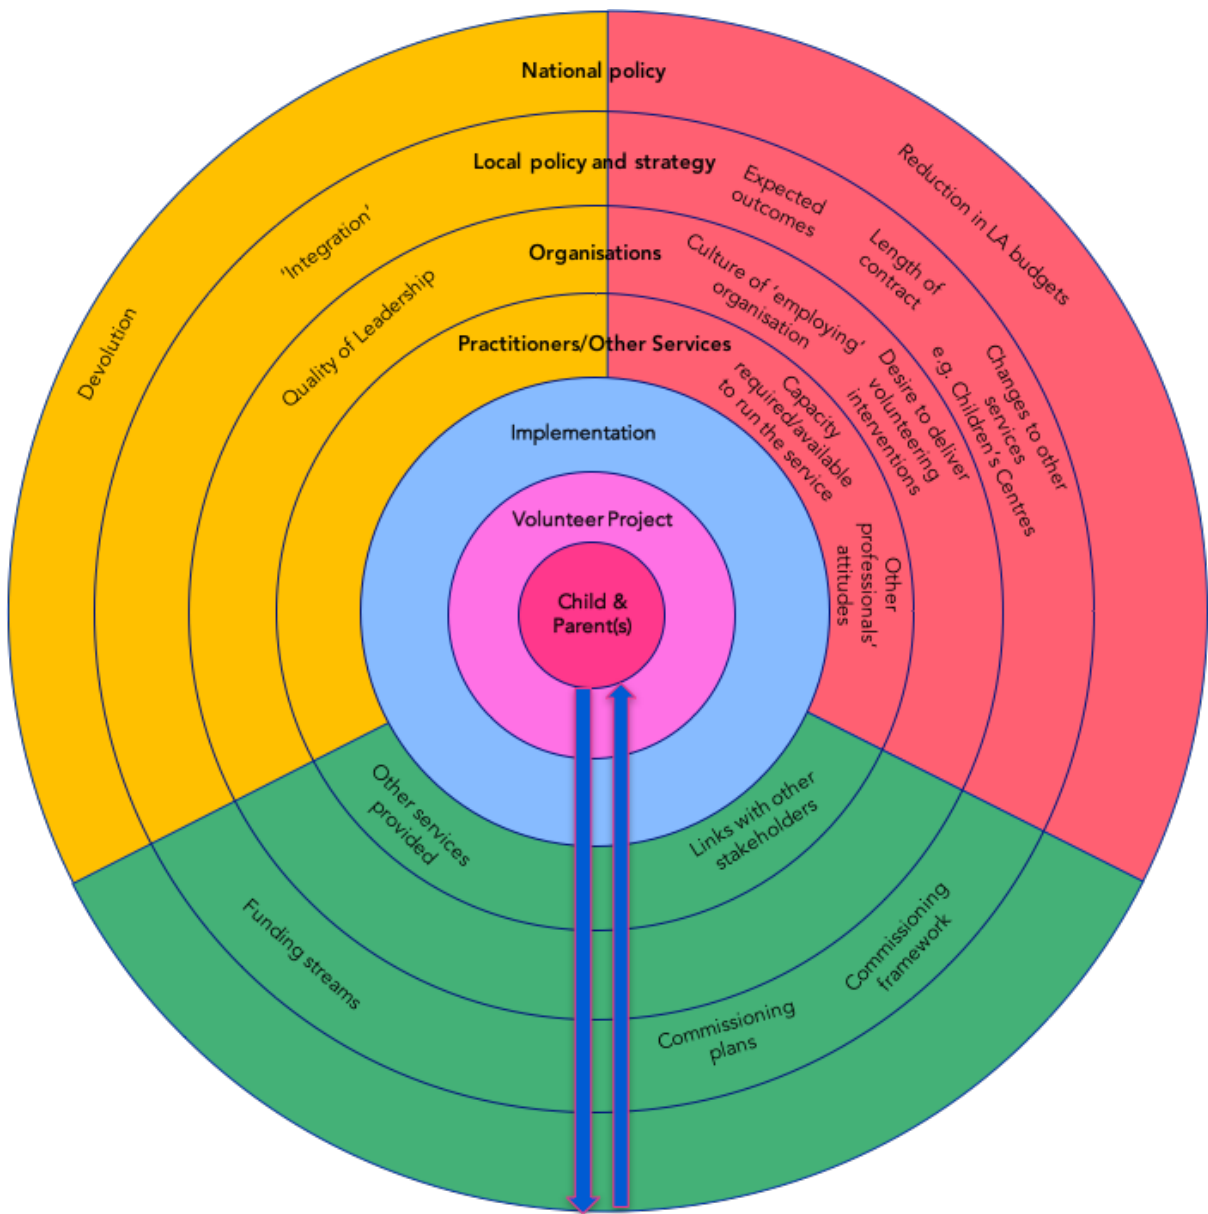 National policy
Local policy and strategy
Organisations
Practitioners/Other Services
Implementation
Volunteer Project
Child &
Parent(s)
Devolution
‘Integration’
Quality of Leadership
Reduction in LA budgets
Expected
outcomes
Length of
contract
Changes to other
services
e.g. Children’s Centres
Culture of ‘employing’
organisation
Desire to deliver
volunteering
interventions
Capacity
required/available
to run the service
Other
professionals’
attitudes
Other services
provided
Links with other
stakeholders
Funding streams
Commissioning
framework
Commissioning
plans